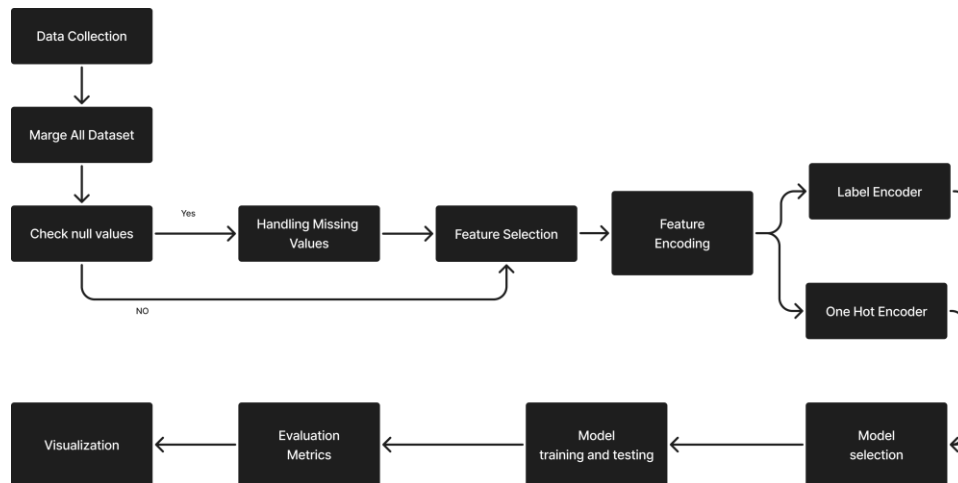 Data Collection
Marge All Dataset
Check null values
Yes
NO
Handling Missing
Values
Feature Selection
Feature
Encoding
Label Encoder
One Hot Encoder
Model
selection
Model
training and testing
Evaluation
Metrics
Visualization